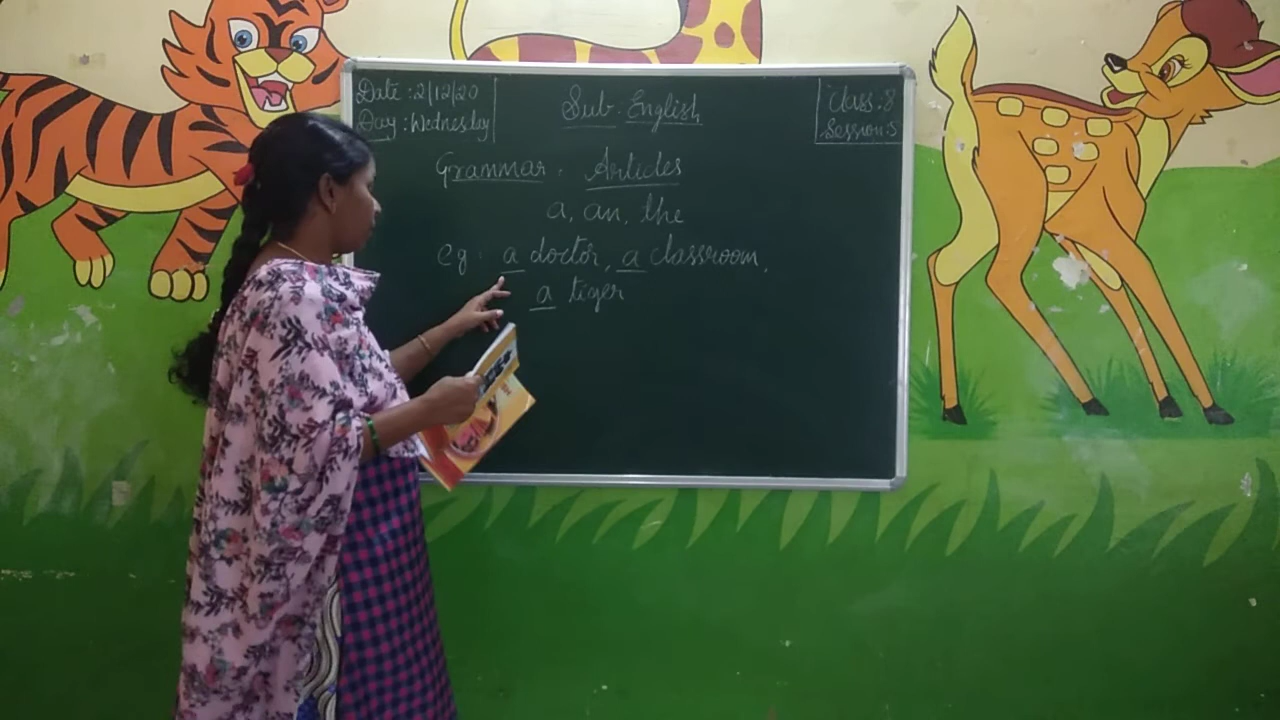 Date : 2/12/20
Day : Wednesday
Sub - English
Class : 8
Session 5
Grammar - Articles
a, an, the
eg : a doctor, a classroom,
a tiger